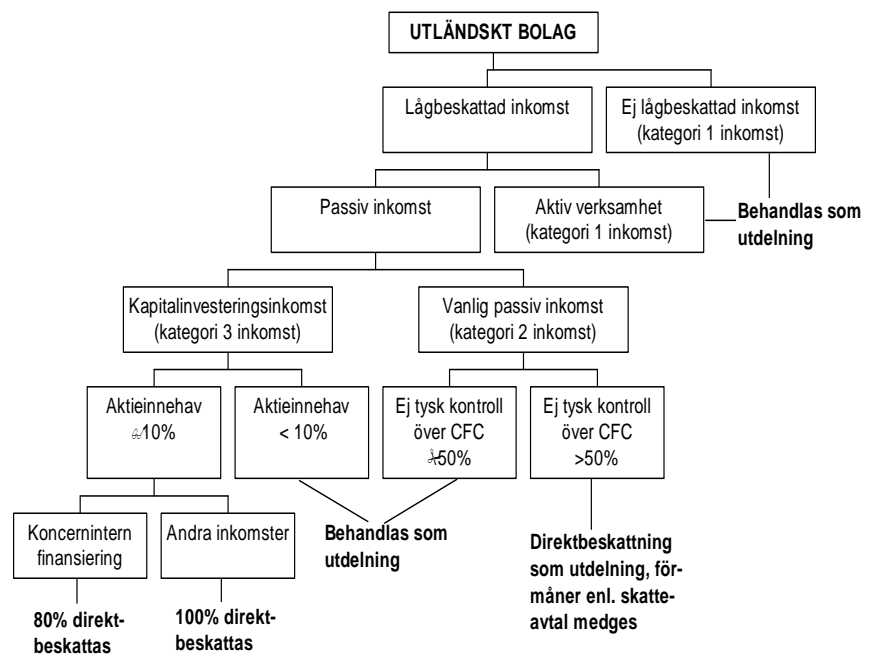 UTLÄNDSKT BOLAG
Lågbeskattad inkomst
Ej lågbeskattad inkomst
(kategori 1 inkomst)
Passiv inkomst
Aktiv verksamhet
(kategori 1 inkomst)
Behandlas som
utdelning
Kapitalinvesteringsinkomst
(kategori 3 inkomst)
Vanlig passiv inkomst
(kategori 2 inkomst)
Aktieinnehav
10%
Aktieinnehav
< 10%
Ej tysk kontroll
över CFC
50%
Ej tysk kontroll
över CFC
>50%
Koncernintern
finansiering
Andra inkomster
Behandlas som
utdelning
Direktbeskattning
som utdelning, för-
måner enl. skatte-
avtal medges
80% direkt-
beskattas
100% direkt-
beskattas